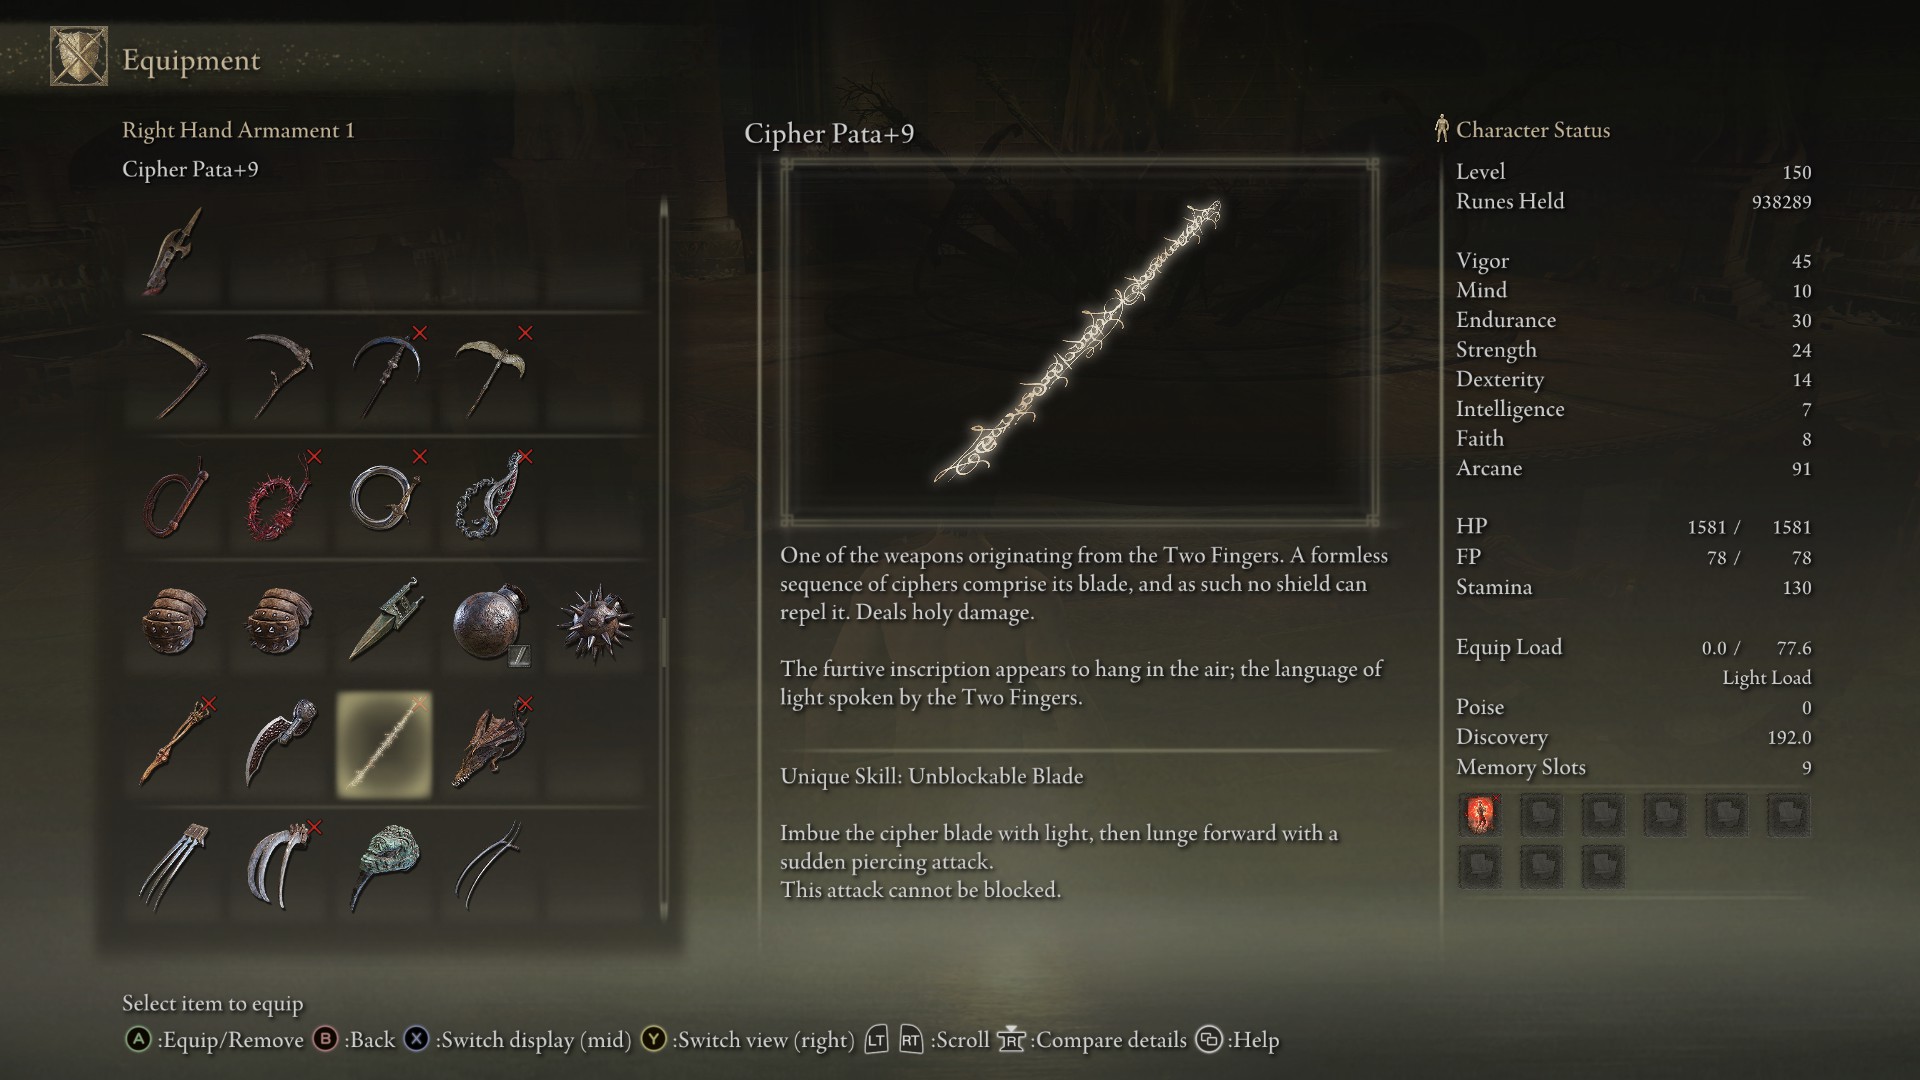 Equipment
Right Hand Armament 1
Cipher Pata+9
Cipher Pata+9
One of the weapons originating from the Two Fingers. A formless
sequence of ciphers comprise its blade, and as such no shield can
repel it. Deals holy damage.
The furtive inscription appears to hang in the air; the language of
light spoken by the Two Fingers.
Unique Skill: Unblockable Blade
Imbue the cipher blade with light, then lunge forward with a
sudden piercing attack.
This attack cannot be blocked.
Character Status
Level 150
Runes Held 938289
Vigor 45
Mind 10
Endurance 30
Strength 24
Dexterity 14
Intelligence 7
Faith 8
Arcane 91
HP 1581 / 1581
FP 78 / 78
Stamina 130
Equip Load 0.0 / 77.6
Light Load
Poise 0
Discovery 192.0
Memory Slots 9
Select item to equip
A :Equip/Remove B :Back X :Switch display (mid) Y :Switch view (right) LT RT :Scroll R :Compare details :Help